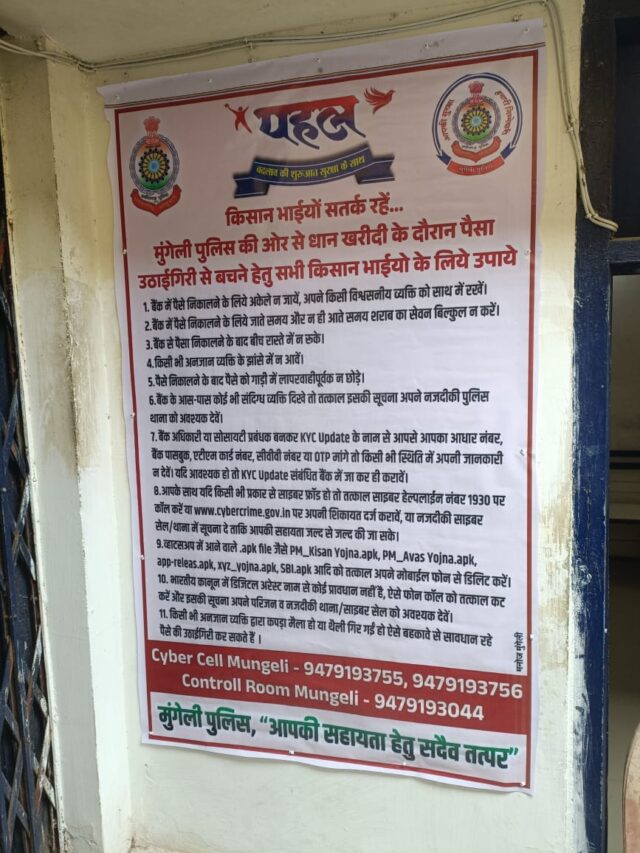 पहल
बदलाव की शुरुआत सुरक्षा के साथ
आपकी सुरक्षा हमारी जिम्मेदारी
मुंगेली पुलिस
किसान भाईयों सतर्क रहें...
मुंगेली पुलिस की ओर से धान खरीदी के दौरान पैसा
उठाईगिरी से बचने हेतु सभी किसान भाईयो के लिये उपाये
1. बैंक में पैसे निकालने के लिये अकेले न जायें, अपने किसी विश्वसनीय व्यक्ति को साथ में रखें।
2. बैंक में पैसे निकालने के लिये जाते समय और न ही आते समय शराब का सेवन बिल्कुल न करें।
3. बैंक से पैसा निकालने के बाद बीच रास्ते में न रूके।
4. किसी भी अनजान व्यक्ति के झांसे में न आवें।
5. पैसे निकालने के बाद पैसे को गाड़ी में लापरवाहीपूर्वक न छोड़े।
6. बैंक के आस-पास कोई भी संदिग्ध व्यक्ति दिखे तो तत्काल इसकी सूचना अपने नजदीकी पुलिस
थाना को अवश्यक देवें।
7. बैंक अधिकारी या सोसायटी प्रबंधक बनकर KYC Update के नाम से आपसे आपका आधार नंबर,
बैंक पासबुक, एटीएम कार्ड नंबर, सीवीवी नंबर या OTP मांगे तो किसी भी स्थिति में अपनी जानकारी
न देवें। यदि आवश्यक हो तो KYC Update संबंधित बैंक में जा कर ही करावें।
8. आपके साथ यदि किसी भी प्रकार से साइबर फ्रॉड हो तो तत्काल साइबर हेल्पलाईन नंबर 1930 पर
कॉल करें या www.cybercrime.gov.in पर अपनी शिकायत दर्ज करावें, या नजदीकी साइबर
सेल/थाना में सूचना दे ताकि आपकी सहायता जल्द से जल्द की जा सके।
9. व्हाटसअप में आने वाले .apk file जैसे PM_Kisan Yojna.apk, PM_Avas Yojna.apk,
app-releas.apk, xyz_yojna.apk, SBI.apk आदि को तत्काल अपने मोबाईल फोन से डिलिट करें।
10. भारतीय कानून में डिजिटल अरेस्ट नाम से कोई प्रावधान नहीं है, ऐसे फोन कॉल को तत्काल कट
करें और इसकी सूचना अपने परिजन व नजदीकी थाना/साइबर सेल को अवश्यक देवें।
11. किसी भी अनजान व्यक्ति द्वारा कपड़ा मैला हो या थैली गिर गई हो ऐसे बहकावे से सावधान रहे
पैसे की उठाईगिरी कर सकते हैं ।
मनोज मुंगेली
Cyber Cell Mungeli - 9479193755, 9479193756
Controll Room Mungeli - 9479193044
मुंगेली पुलिस, “आपकी सहायता हेतु सदैव तत्पर”